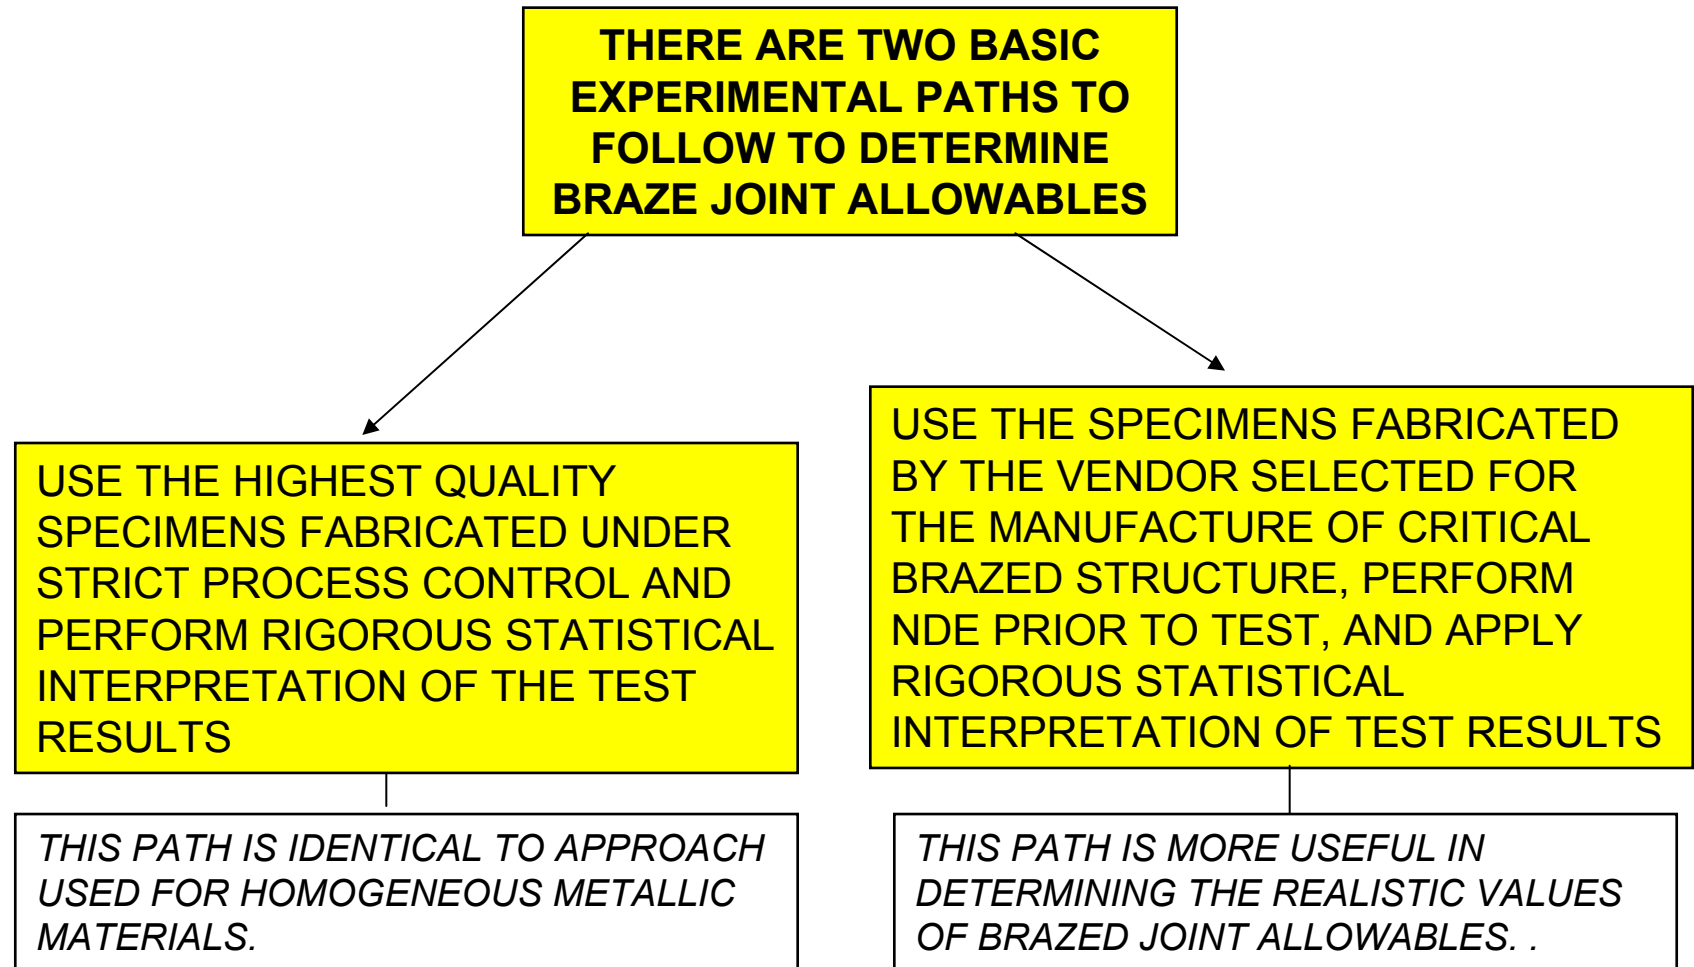 THERE ARE TWO BASIC
EXPERIMENTAL PATHS TO
FOLLOW TO DETERMINE
BRAZE JOINT ALLOWABLES
USE THE HIGHEST QUALITY
SPECIMENS FABRICATED UNDER
STRICT PROCESS CONTROL AND
PERFORM RIGOROUS STATISTICAL
INTERPRETATION OF THE TEST
RESULTS
THIS PATH IS IDENTICAL TO APPROACH
USED FOR HOMOGENEOUS METALLIC
MATERIALS.
USE THE SPECIMENS FABRICATED
BY THE VENDOR SELECTED FOR
THE MANUFACTURE OF CRITICAL
BRAZED STRUCTURE, PERFORM
NDE PRIOR TO TEST, AND APPLY
RIGOROUS STATISTICAL
INTERPRETATION OF TEST RESULTS
THIS PATH IS MORE USEFUL IN
DETERMINING THE REALISTIC VALUES
OF BRAZED JOINT ALLOWABLES. .